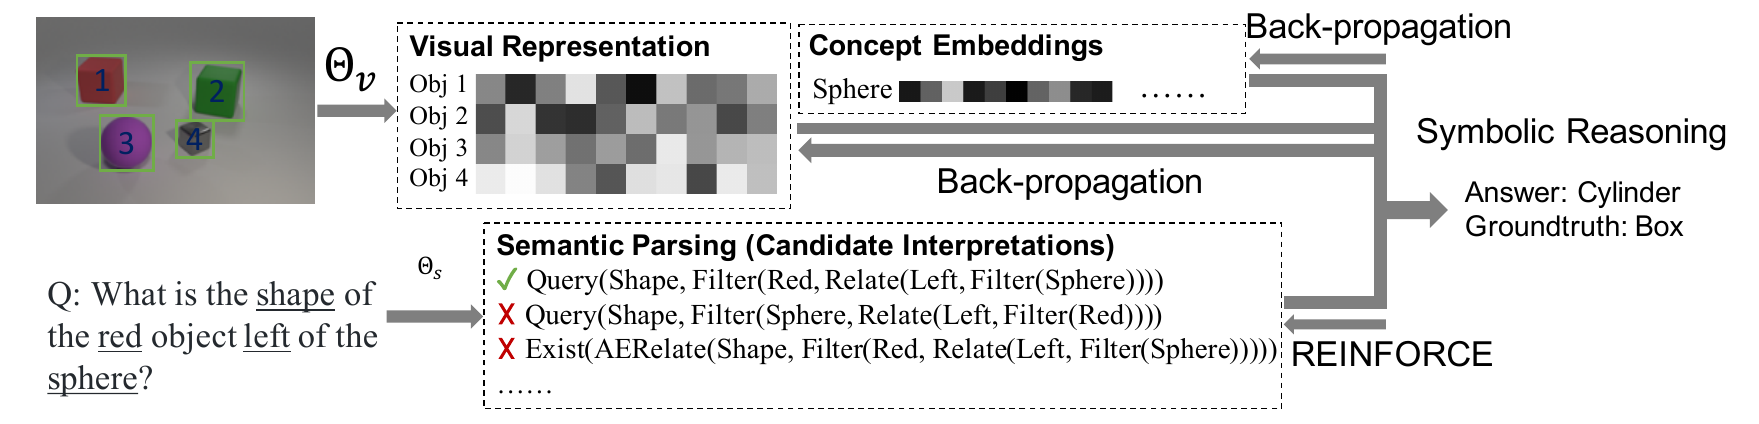 1
2
3
4
Θv
Visual Representation
Obj 1
Obj 2
Obj 3
Obj 4
Concept Embeddings
Sphere ......
Back-propagation
Back-propagation
Symbolic Reasoning
Answer: Cylinder
Groundtruth: Box
Q: What is the shape of
the red object left of the
sphere?
Θs
Semantic Parsing (Candidate Interpretations)
✓ Query(Shape, Filter(Red, Relate(Left, Filter(Sphere))))
X Query(Shape, Filter(Sphere, Relate(Left, Filter(Red))))
X Exist(AERelate(Shape, Filter(Red, Relate(Left, Filter(Sphere)))))
......
REINFORCE